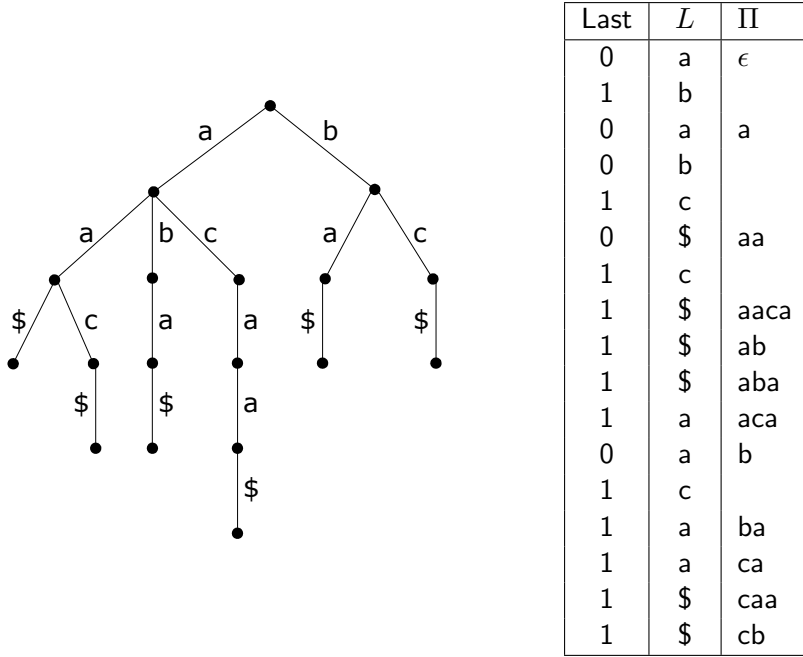 a b
a b c a c
$ c a a $ $
$ $ a
$
Last L Π
0 a ϵ
1 b
0 a a
0 b
1 c
0 $ aa
1 c
1 $ aaca
1 $ ab
1 $ aba
1 a aca
0 a b
1 c
1 a ba
1 a ca
1 $ caa
1 $ cb